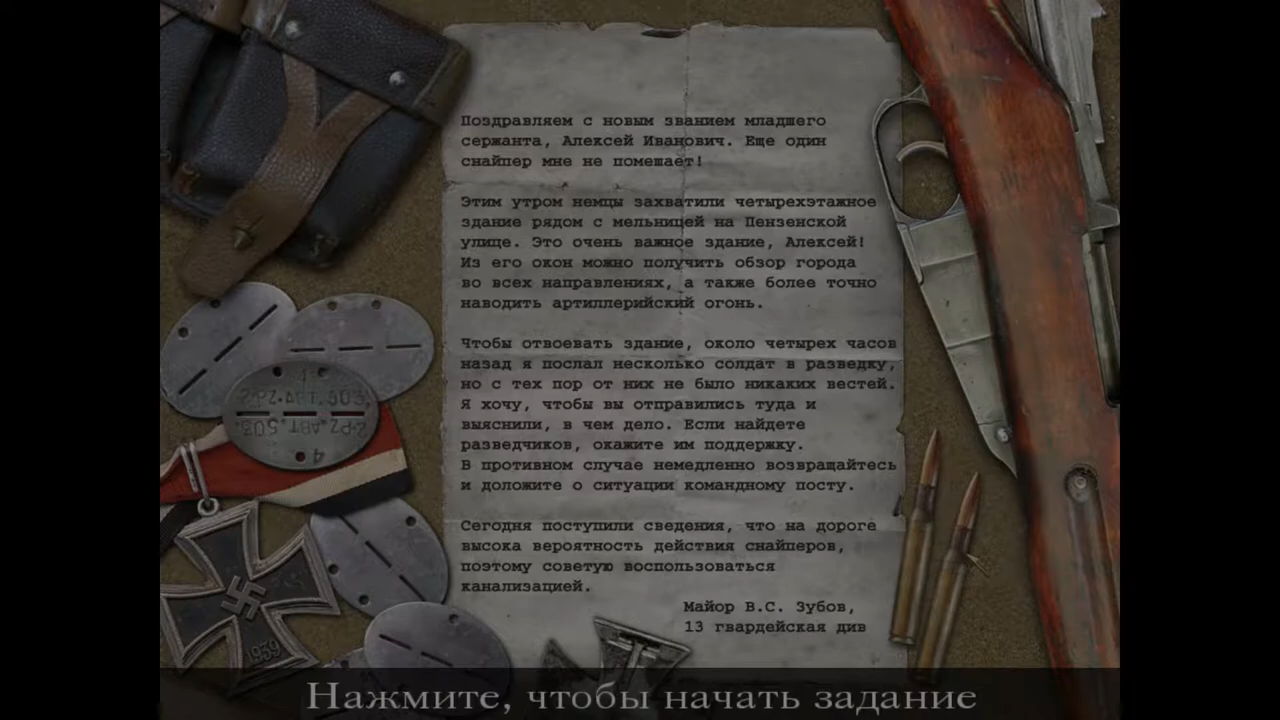 Поздравляем с новым званием младшего
сержанта, Алексей Иванович. Еще один
снайпер мне не помешает!
Этим утром немцы захватили четырехэтажное
здание рядом с мельницей на Пензенской
улице. Это очень важное здание, Алексей!
Из его окон можно получить обзор города
во всех направлениях, а также более точно
наводить артиллерийский огонь.
Чтобы отвоевать здание, около четырех часов
назад я послал несколько солдат в разведку,
но с тех пор от них не было никаких вестей.
Я хочу, чтобы вы отправились туда и
выяснили, в чем дело. Если найдете
разведчиков, окажите им поддержку.
В противном случае немедленно возвращайтесь
и доложите о ситуации командному посту.
Сегодня поступили сведения, что на дороге
высока вероятность действия снайперов,
поэтому советую воспользоваться
канализацией.
Майор В.С. Зубов,
13 гвардейская див
4
2·PZ.ABT.503
2·PZ.ABT.503
4
1939
Нажмите, чтобы начать задание